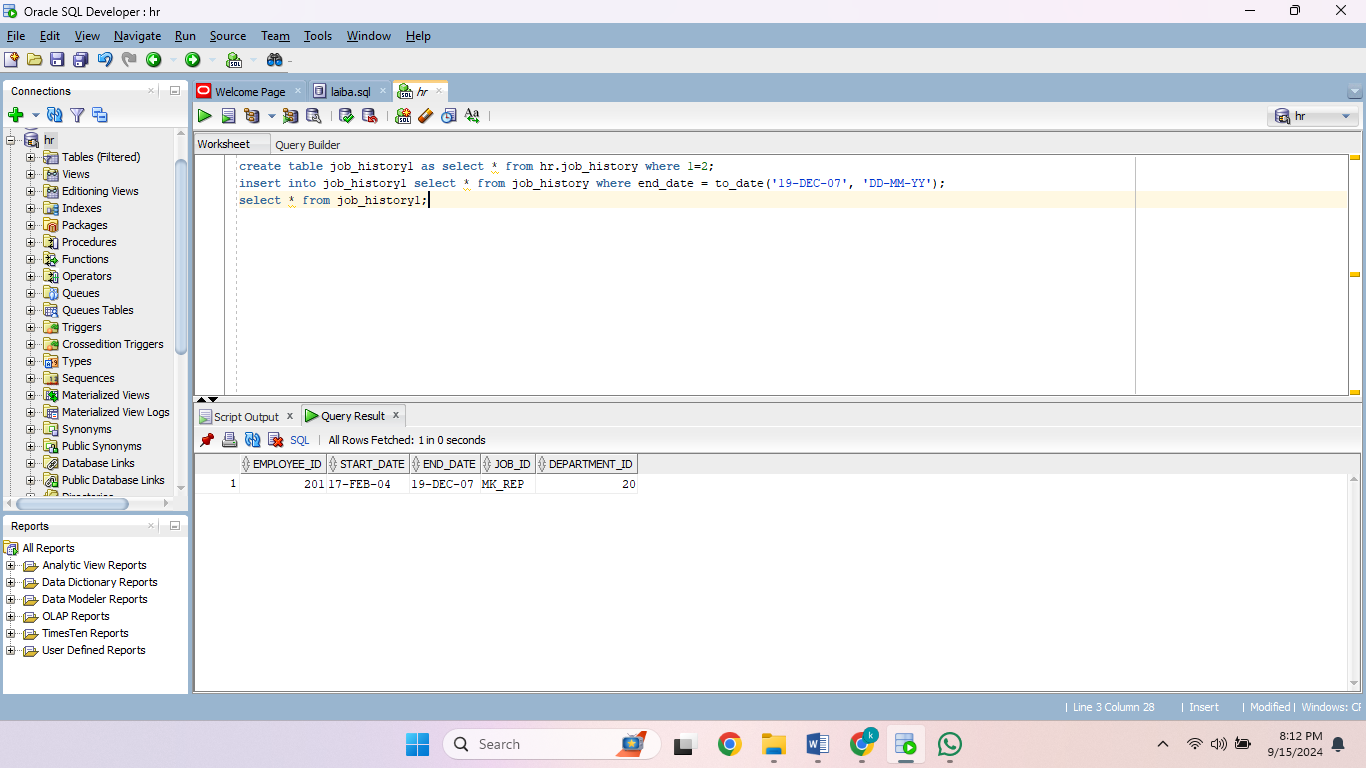 Oracle SQL Developer : hr
File Edit View Navigate Run Source Team Tools Window Help
Connections
hr
Tables (Filtered)
Views
Editioning Views
Indexes
Packages
Procedures
Functions
Operators
Queues
Queues Tables
Triggers
Crossedition Triggers
Types
Sequences
Materialized Views
Materialized View Logs
Synonyms
Public Synonyms
Database Links
Public Database Links
Reports
All Reports
Analytic View Reports
Data Dictionary Reports
Data Modeler Reports
OLAP Reports
TimesTen Reports
User Defined Reports
Welcome Page laiba.sql hr
hr
Worksheet Query Builder
create table job_history1 as select * from hr.job_history where 1=2;
insert into job_history1 select * from job_history where end_date = to_date('19-DEC-07', 'DD-MM-YY');
select * from job_history1;
Script Output Query Result
SQL | All Rows Fetched: 1 in 0 seconds
EMPLOYEE_ID START_DATE END_DATE JOB_ID DEPARTMENT_ID
1 201 17-FEB-04 19-DEC-07 MK_REP 20
| Line 3 Column 28 | Insert | Modified | Windows:
Search
k
8:12 PM
9/15/2024